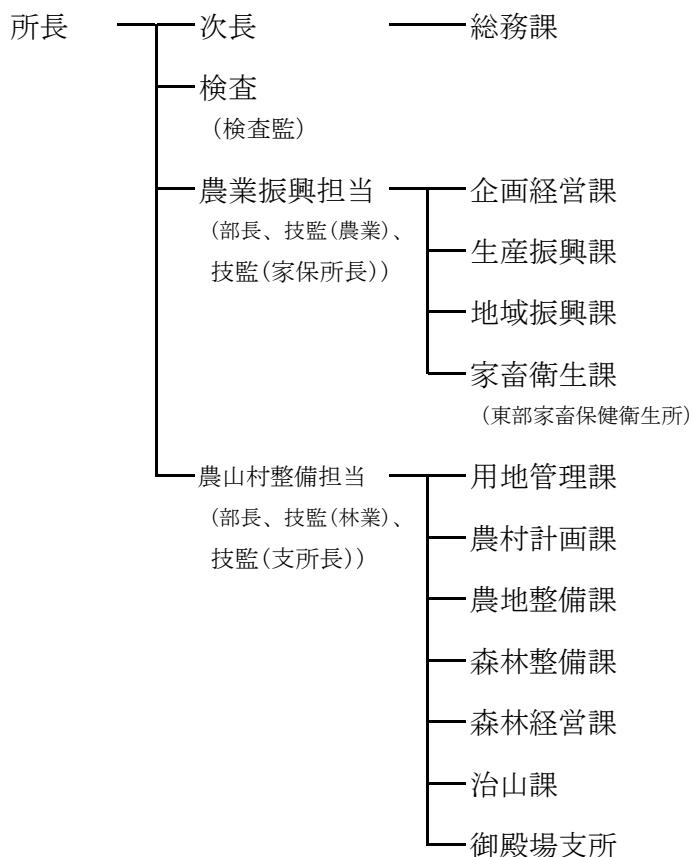 所長 次長 総務課
検査
(検査監)
農業振興担当 企画経営課
(部長、技監(農業)、
技監(家保所長))
生産振興課
地域振興課
家畜衛生課
(東部家畜保健衛生所)
農山村整備担当 用地管理課
(部長、技監(林業)、
技監(支所長))
農村計画課
農地整備課
森林整備課
森林経営課
治山課
御殿場支所